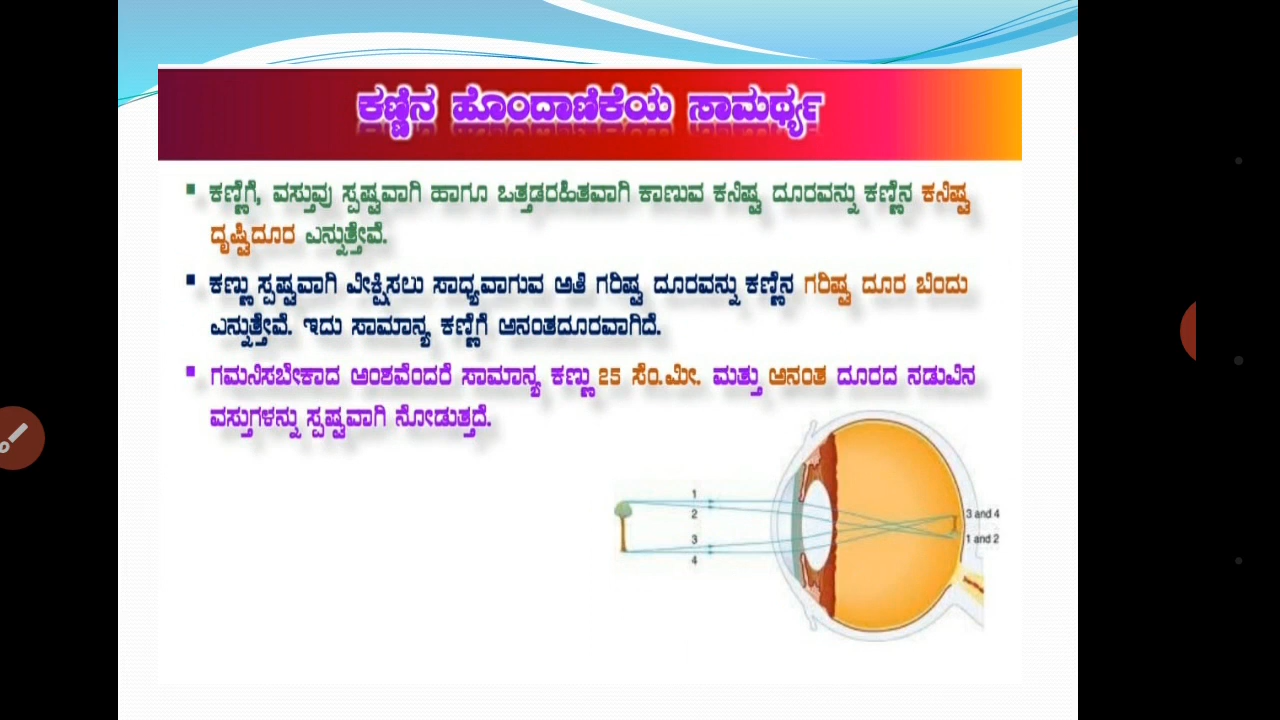 ಕಣ್ಣಿನ ಹೊಂದಾಣಿಕೆಯ ಸಾಮರ್ಥ್ಯ
ಕಣ್ಣಿಗೆ, ವಸ್ತುವು ಸ್ಪಷ್ಟವಾಗಿ ಹಾಗೂ ಒತ್ತಡರಹಿತವಾಗಿ ಕಾಣುವ ಕನಿಷ್ಟ ದೂರವನ್ನು ಕಣ್ಣಿನ ಕನಿಷ್ಟ
ದೃಷ್ಟಿದೂರ ಎನ್ನುತ್ತೇವೆ.
ಕಣ್ಣು ಸ್ಪಷ್ಟವಾಗಿ ವೀಕ್ಷಿಸಲು ಸಾಧ್ಯವಾಗುವ ಅತಿ ಗರಿಷ್ಟ ದೂರವನ್ನು ಕಣ್ಣಿನ ಗರಿಷ್ಟ ದೂರ ಬಿಂದು
ಎನ್ನುತ್ತೇವೆ. ಇದು ಸಾಮಾನ್ಯ ಕಣ್ಣಿಗೆ ಅನಂತದೂರವಾಗಿದೆ.
ಗಮನಿಸಬೇಕಾದ ಅಂಶವೆಂದರೆ ಸಾಮಾನ್ಯ ಕಣ್ಣು 25 ಸೆಂ.ಮೀ. ಮತ್ತು ಅನಂತ ದೂರದ ನಡುವಿನ
ವಸ್ತುಗಳನ್ನು ಸ್ಪಷ್ಟವಾಗಿ ನೋಡುತ್ತದೆ.
1
2
3
4
3 and 4
1 and 2